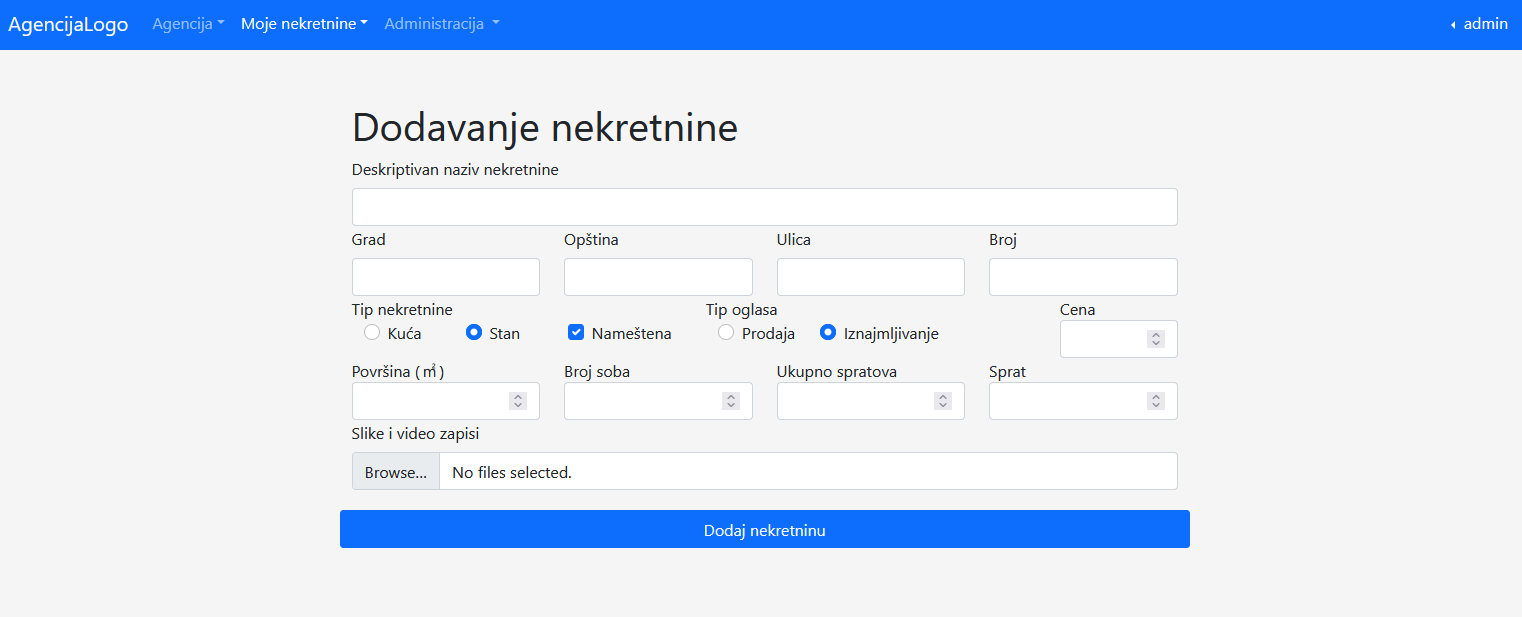 AgencijaLogo Agencija Moje nekretnine Administracija admin
Dodavanje nekretnine
Deskriptivan naziv nekretnine
Grad Opština Ulica Broj
Tip nekretnine Tip oglasa Cena
Kuća Stan Nameštena Prodaja Iznajmljivanje
Površina ( ㎡ ) Broj soba Ukupno spratova Sprat
Slike i video zapisi
Browse... No files selected.
Dodaj nekretninu